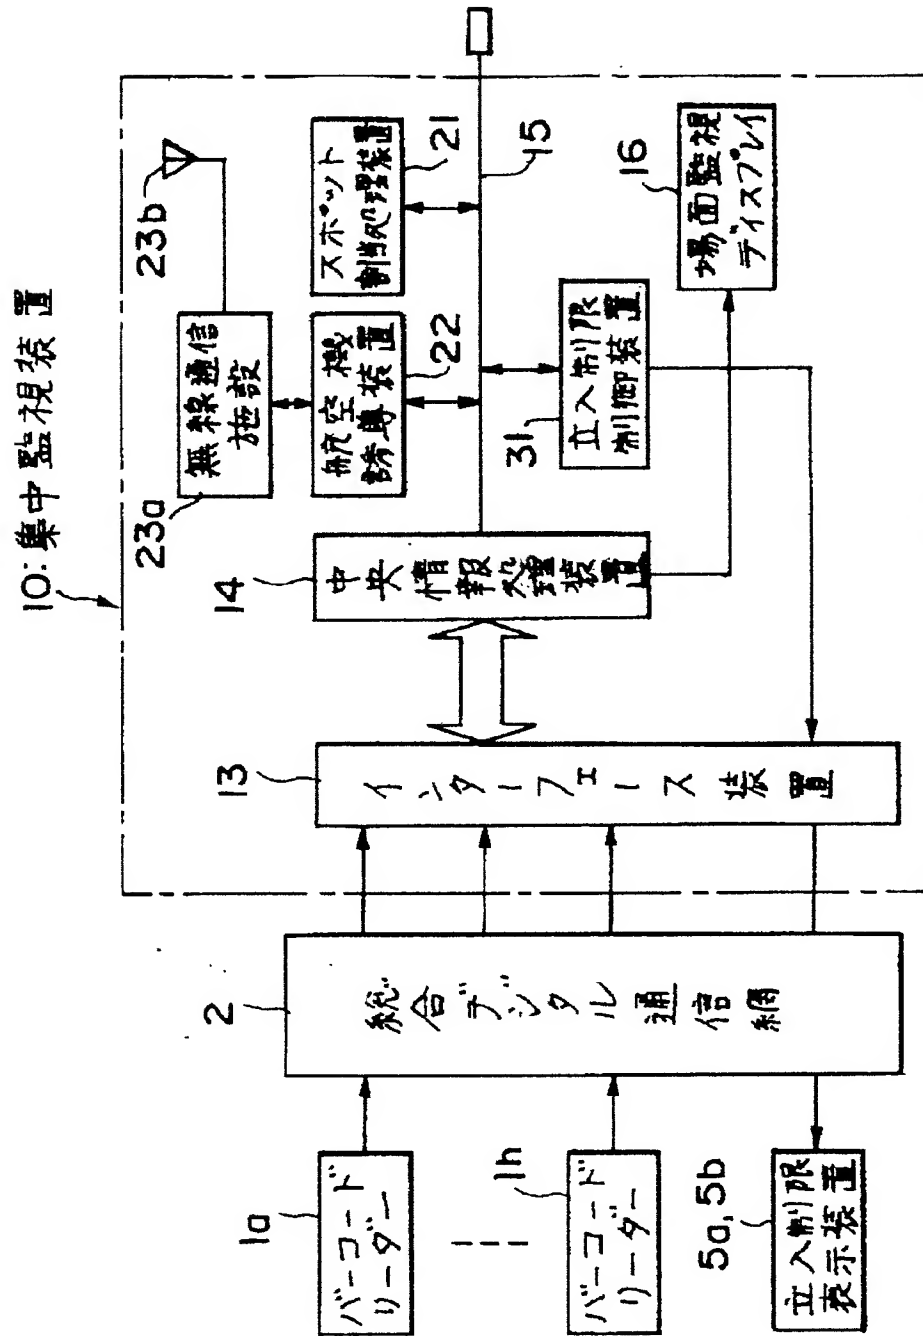 10:集中監視装置
23b
23a
無線通信
施設
21
スポット
割当処理装置
22
航空機
誘導装置
15
16
場面監視
ディスプレイ
31
立入制限
制御装置
14
中央情報処理装置
13
インターフェース装置
2
総合デジタル通信網
1a
バーコード
リーダー
1h
バーコード
リーダー
5a,5b
立入制限
表示装置